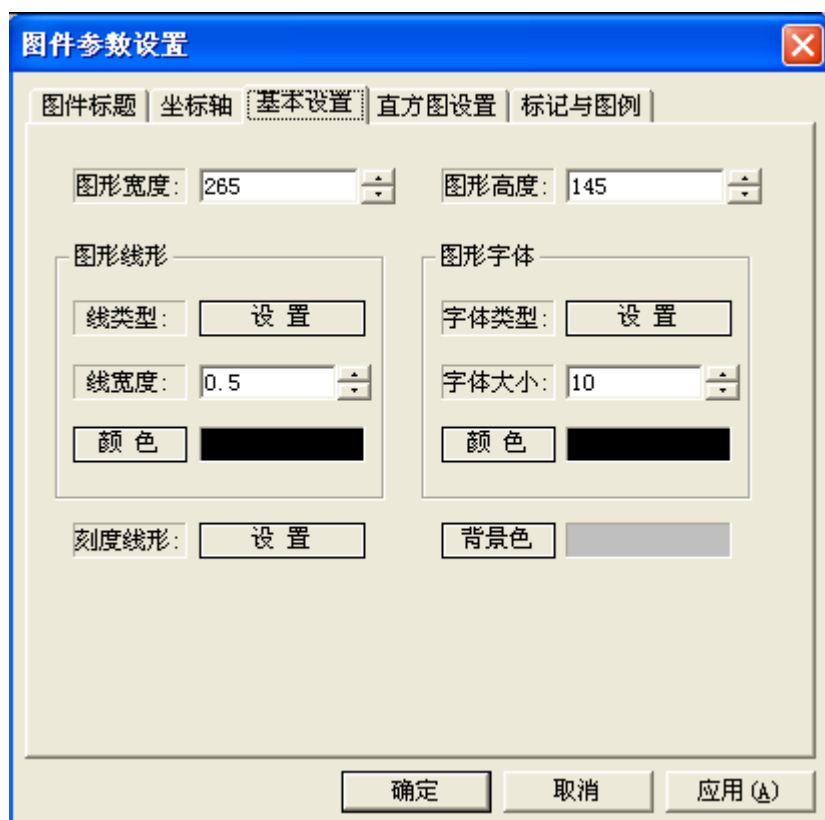 图件参数设置
图件标题 坐标轴 基本设置 直方图设置 标记与图例
图形宽度: 265 图形高度: 145
图形线形 图形字体
线类型: 设 置 字体类型: 设 置
线宽度: 0.5 字体大小: 10
颜 色 颜 色
刻度线形: 设 置 背景色
确定 取消 应用(A)